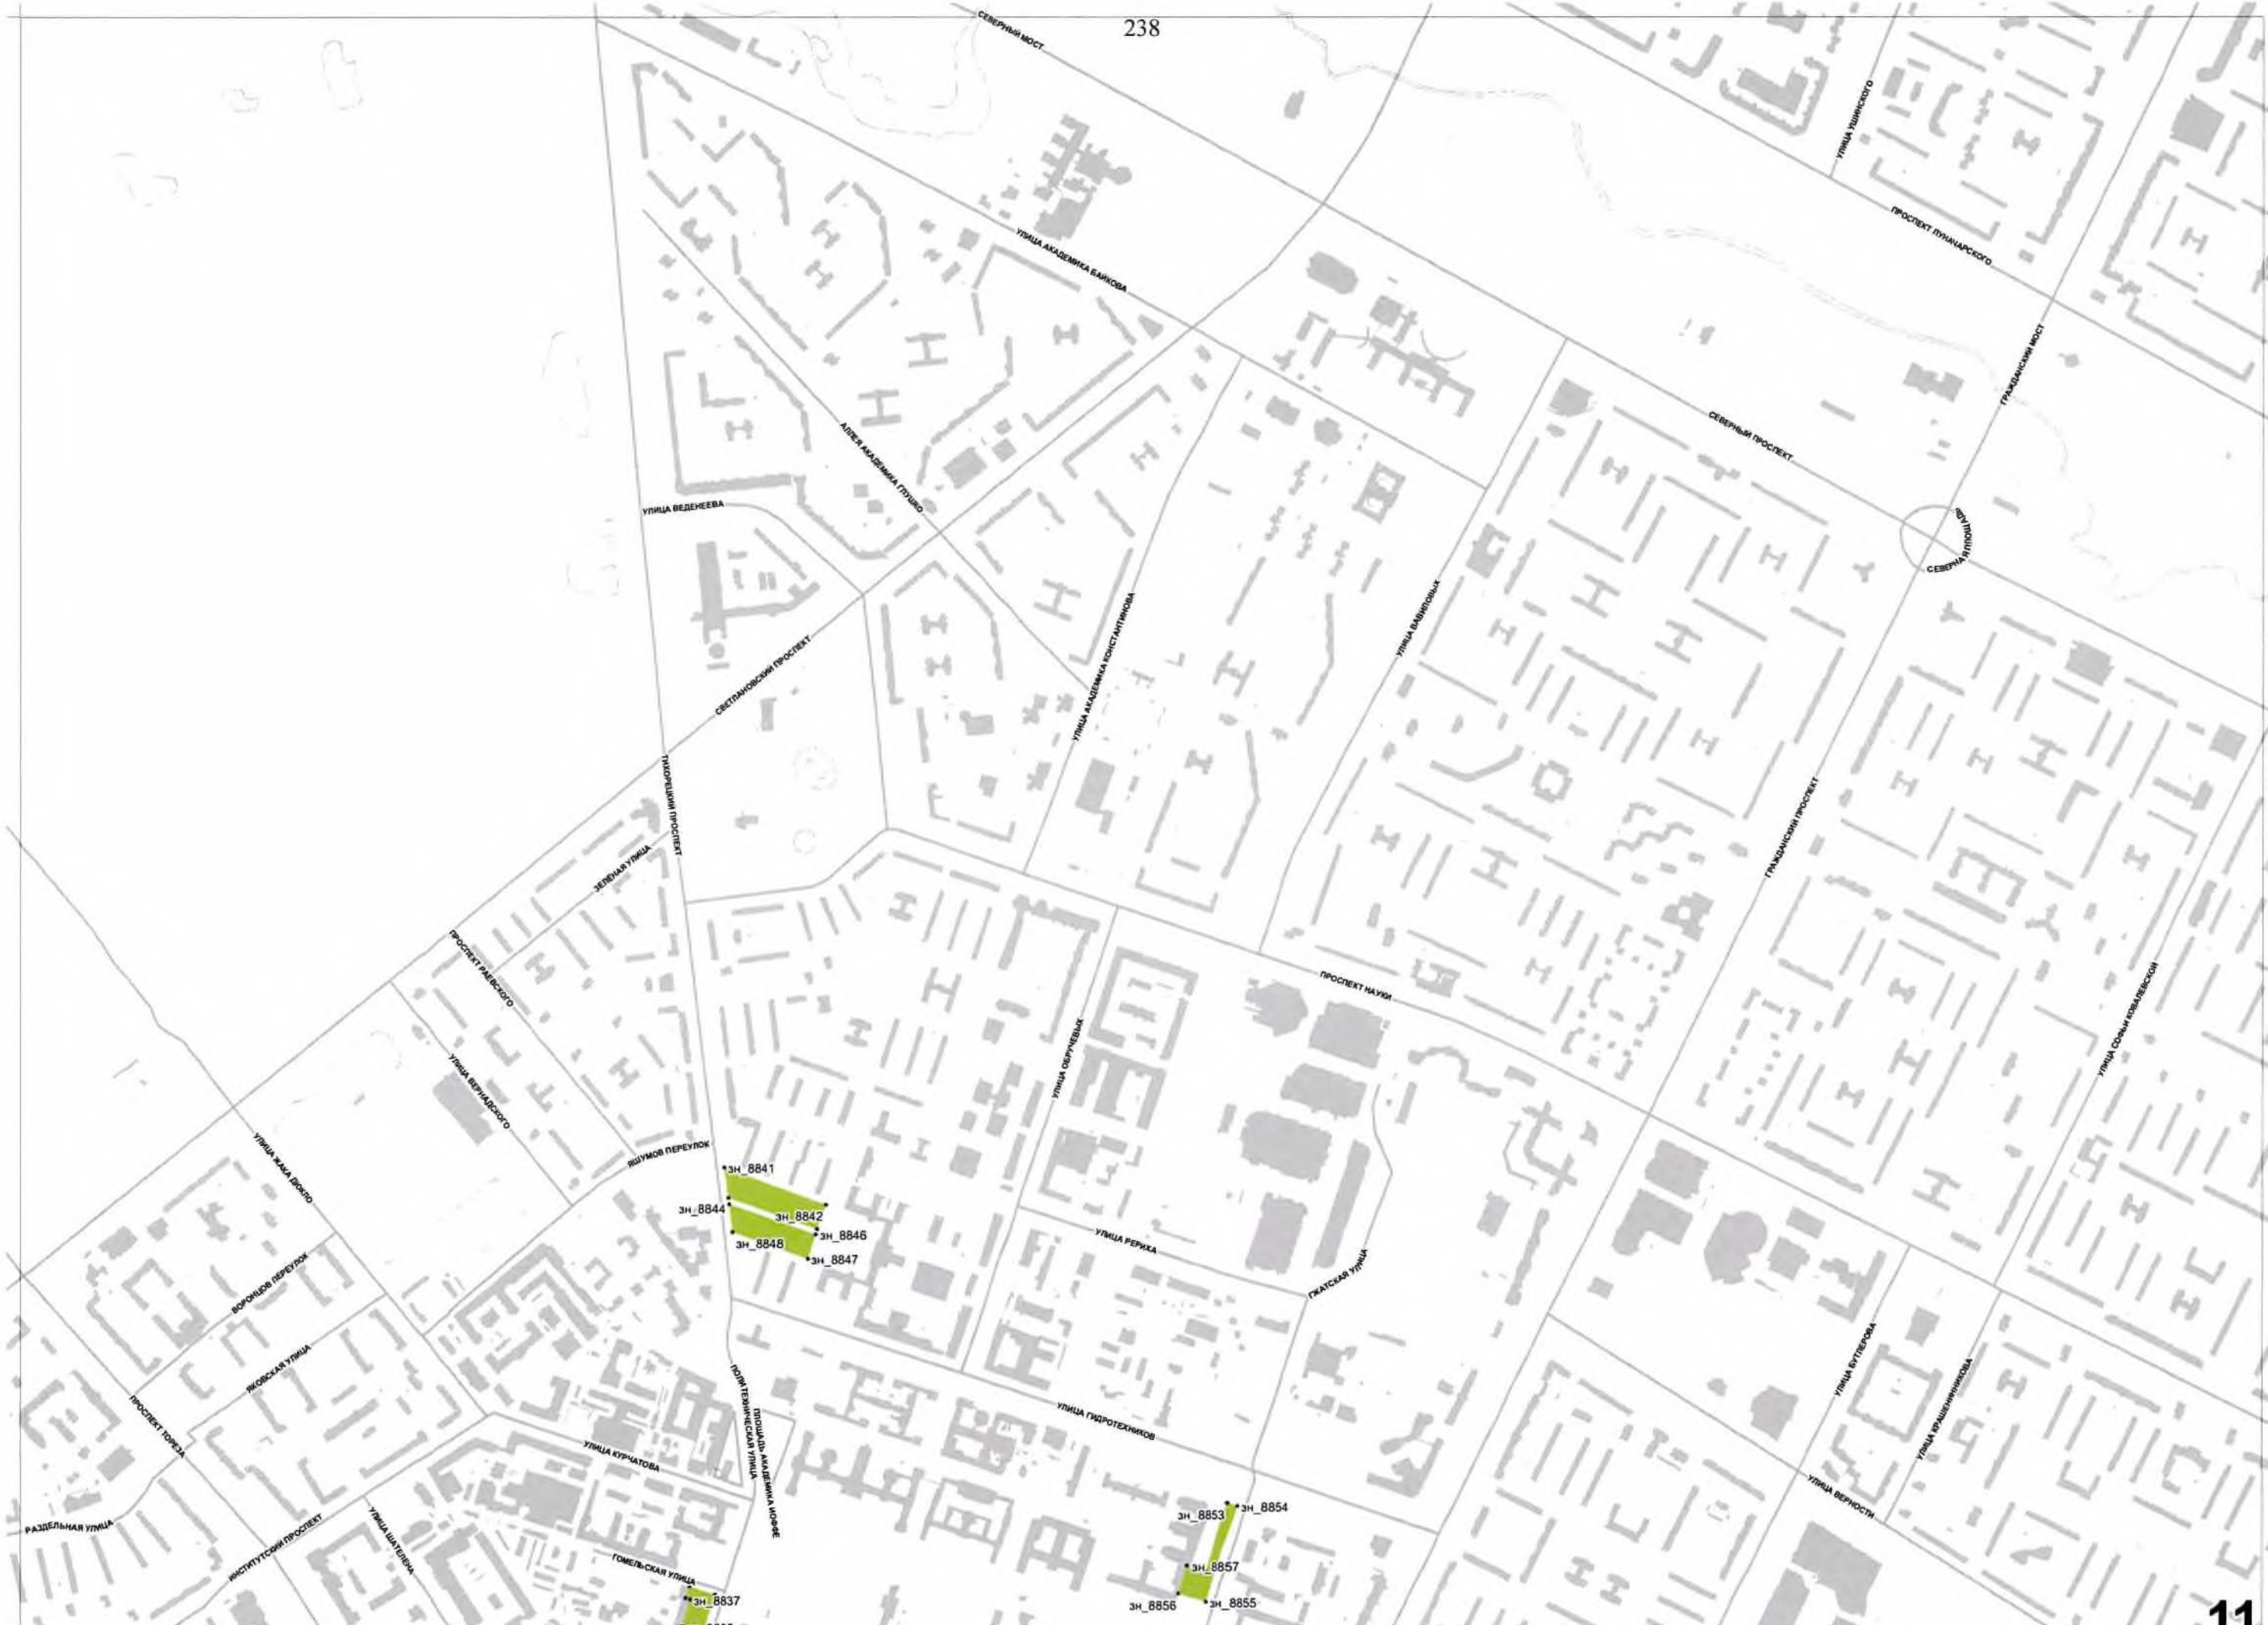 238
СЕВЕРНЫЙ МОСТ
УЛИЦА УШИНСКОГО
ПРОСПЕКТ ЛУНАЧАРСКОГО
УЛИЦА АКАДЕМИКА БАЙКОВА
ГРАЖДАНСКИЙ МОСТ
СЕВЕРНЫЙ ПРОСПЕКТ
АЛЛЕЯ АКАДЕМИКА ГЛУШКО
УЛИЦА ВЕДЕНЕЕВА
СЕВЕРНАЯ ПЛОЩАДЬ
УЛИЦА ВАВИЛОВЫХ
УЛИЦА АКАДЕМИКА КОНСТАНТИНОВА
СВЕТЛАНОВСКИЙ ПРОСПЕКТ
ТИХОРЕЦКИЙ ПРОСПЕКТ
ГРАЖДАНСКИЙ ПРОСПЕКТ
ЗЕЛЁНАЯ УЛИЦА
ПРОСПЕКТ РАЕВСКОГО
ПРОСПЕКТ НАУКИ
УЛИЦА СОФЬИ КОВАЛЕВСКОЙ
УЛИЦА ОБРУЧЕВЫХ
УЛИЦА ВЕРНАДСКОГО
УЛИЦА ЖАКА ДЮКЛО
ЯШУМОВ ПЕРЕУЛОК
зн_8841
зн_8844
зн_8842
зн_8846
зн_8848
зн_8847
УЛИЦА РЕРИХА
ГЖАТСКАЯ УЛИЦА
ВОРОНЦОВ ПЕРЕУЛОК
ЯКОВСКАЯ УЛИЦА
УЛИЦА БУТЛЕРОВА
УЛИЦА КРАШЕНИННИКОВА
ПРОСПЕКТ ТОРЕЗА
ПОЛИТЕХНИЧЕСКАЯ УЛИЦА
ПЛОЩАДЬ АКАДЕМИКА ИОФФЕ
УЛИЦА ГИДРОТЕХНИКОВ
УЛИЦА КУРЧАТОВА
УЛИЦА ВЕРНОСТИ
РАЗДЕЛЬНАЯ УЛИЦА
ИНСТИТУТСКИЙ ПРОСПЕКТ
УЛИЦА ШАТЕЛЕНА
ГОМЕЛЬСКАЯ УЛИЦА
зн_8853
зн_8854
зн_8857
зн_8856
зн_8855
зн_8837
11